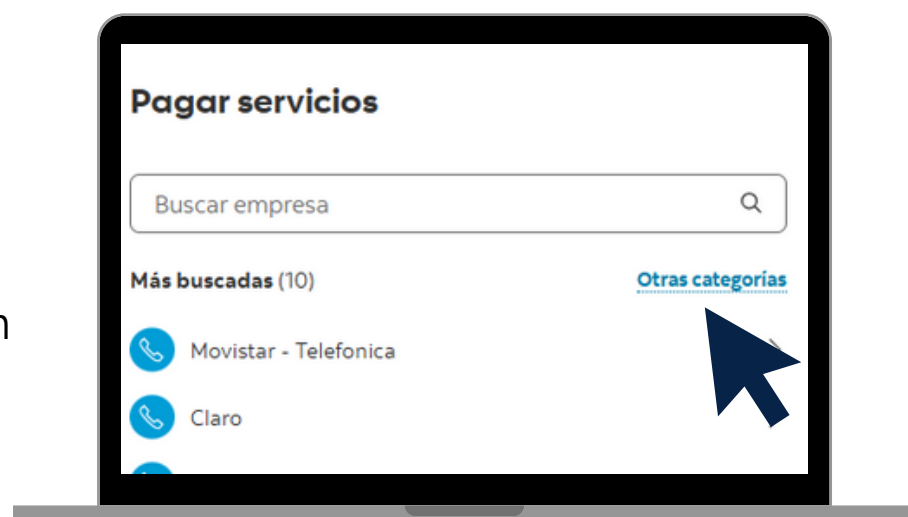 Pagar servicios
Buscar empresa
Más buscadas (10) Otras categorías
Movistar - Telefonica
Claro